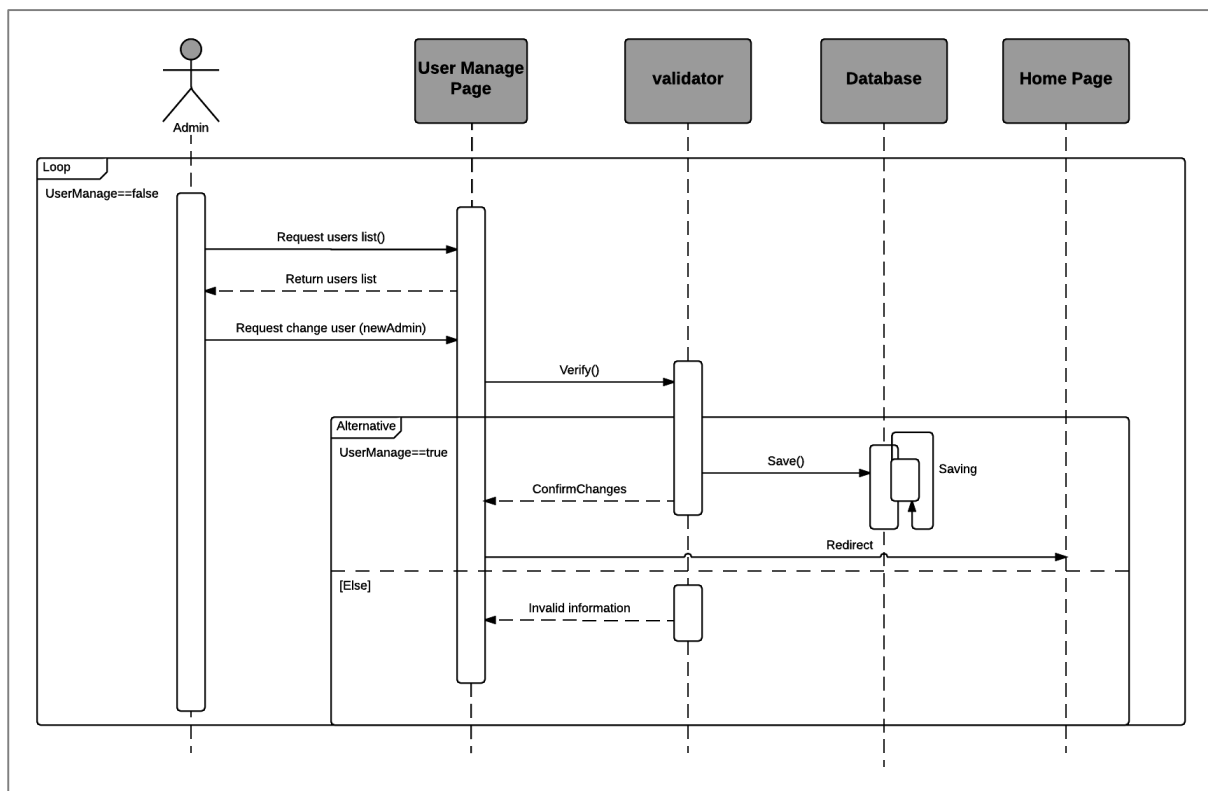 User Manage
Page
validator
Database
Home Page
Admin
Loop
UserManage==false
Request users list()
Return users list
Request change user (newAdmin)
Verify()
Alternative
UserManage==true
Save()
Saving
ConfirmChanges
Redirect
[Else]
Invalid information